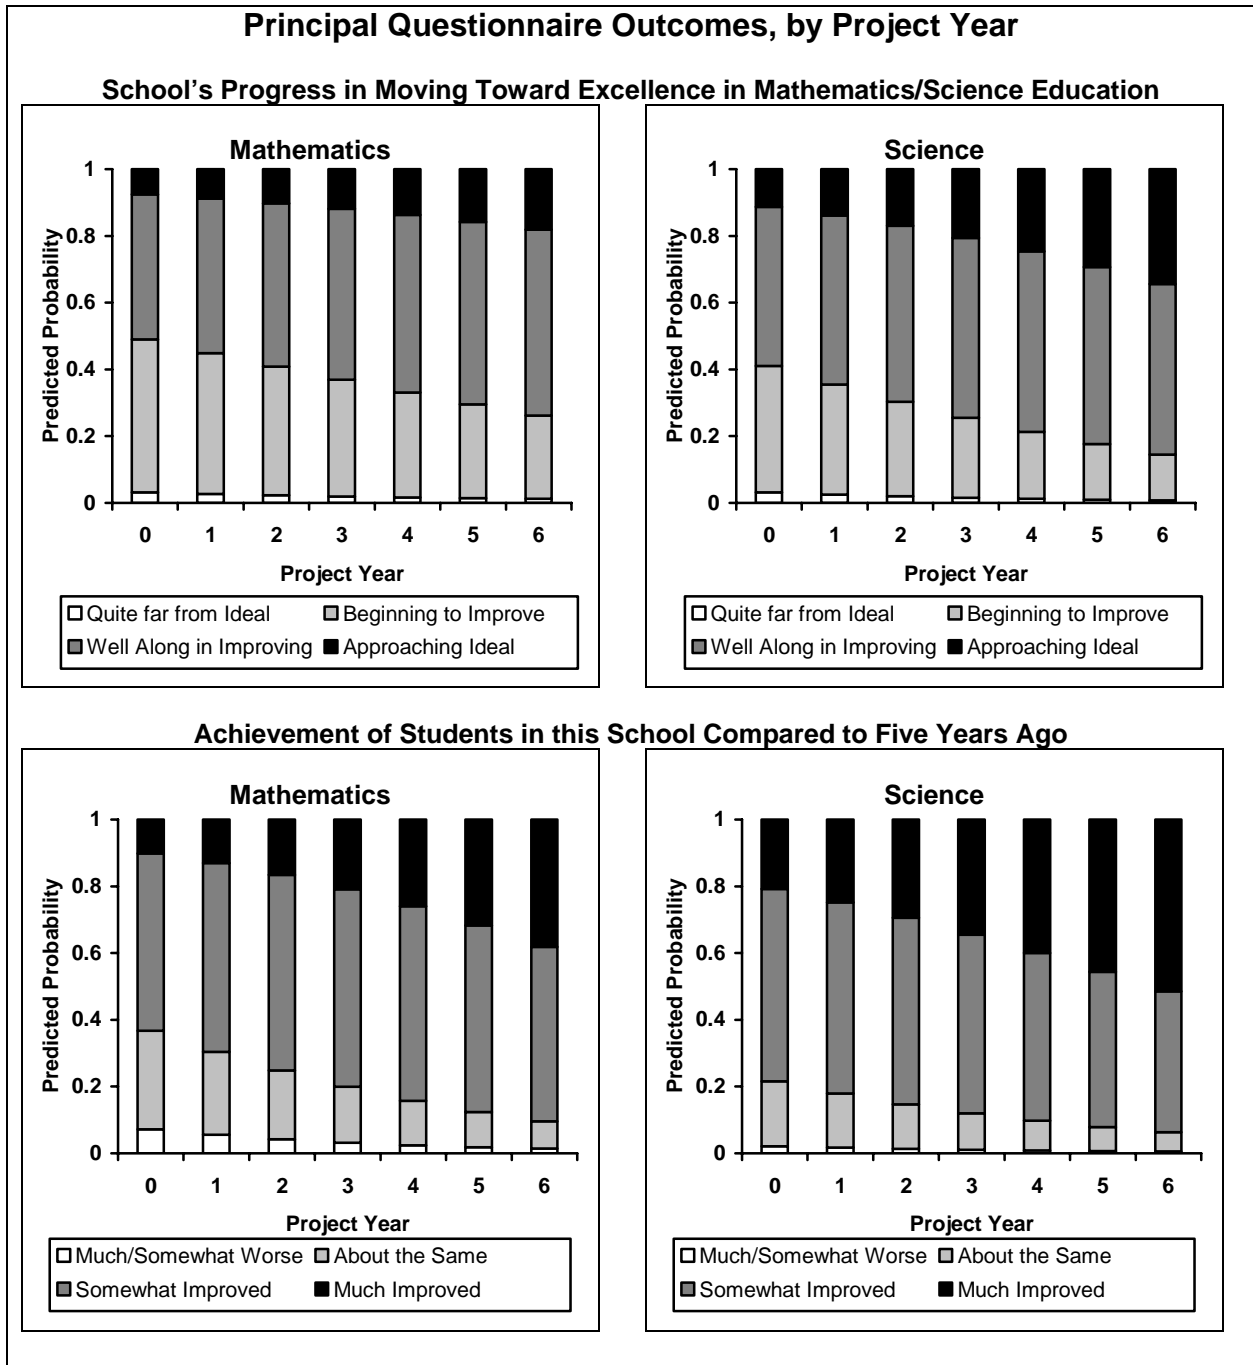 Principal Questionnaire Outcomes, by Project Year
School's Progress in Moving Toward Excellence in Mathematics/Science Education
Mathematics
Predicted Probability
1
0.8
0.6
0.4
0.2
0
0 1 2 3 4 5 6
Project Year
Quite far from Ideal Beginning to Improve
Well Along in Improving Approaching Ideal
Science
Predicted Probability
1
0.8
0.6
0.4
0.2
0
0 1 2 3 4 5 6
Project Year
Quite far from Ideal Beginning to Improve
Well Along in Improving Approaching Ideal
Achievement of Students in this School Compared to Five Years Ago
Mathematics
Predicted Probability
1
0.8
0.6
0.4
0.2
0
0 1 2 3 4 5 6
Project Year
Much/Somewhat Worse About the Same
Somewhat Improved Much Improved
Science
Predicted Probability
1
0.8
0.6
0.4
0.2
0
0 1 2 3 4 5 6
Project Year
Much/Somewhat Worse About the Same
Somewhat Improved Much Improved